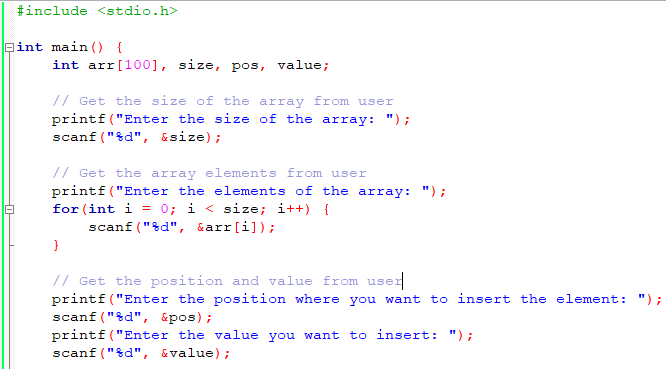 #include <stdio.h>
int main() {
int arr[100], size, pos, value;
// Get the size of the array from user
printf("Enter the size of the array: ");
scanf("%d", &size);
// Get the array elements from user
printf("Enter the elements of the array: ");
for(int i = 0; i < size; i++) {
scanf("%d", &arr[i]);
}
// Get the position and value from user
printf("Enter the position where you want to insert the element: ");
scanf("%d", &pos);
printf("Enter the value you want to insert: ");
scanf("%d", &value);